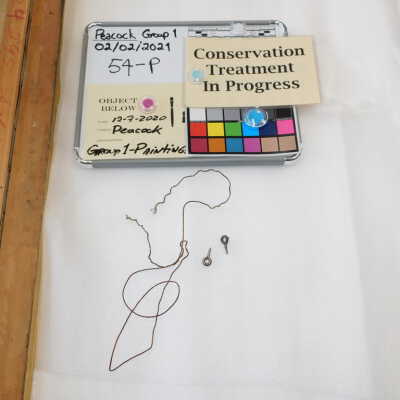 Peacock Group 1
02/02/2021
54-P
Conservation
Treatment
In Progress
OBJECT
BELOW
12-7-2020
Peacock
Group 1-Painting